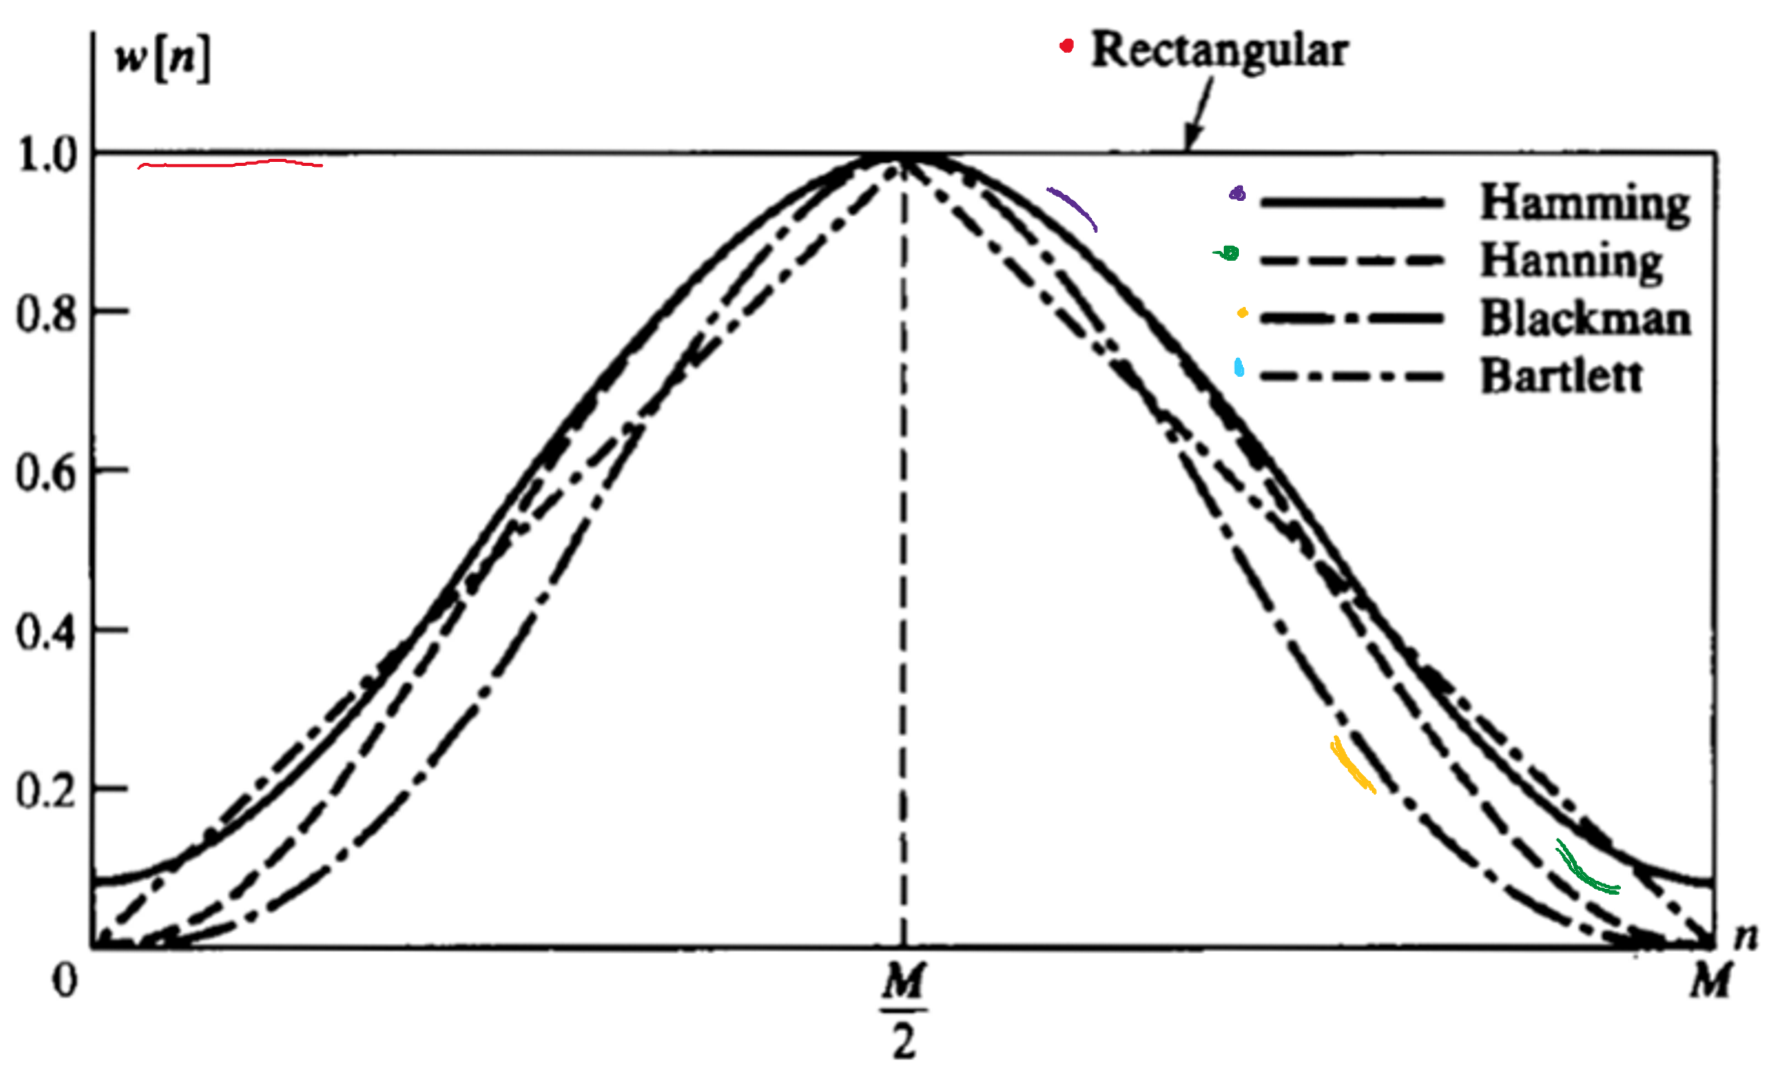 w[n]
Rectangular
1.0
Hamming
Hanning
0.8
Blackman
Bartlett
0.6
0.4
0.2
n
0
M/2
M